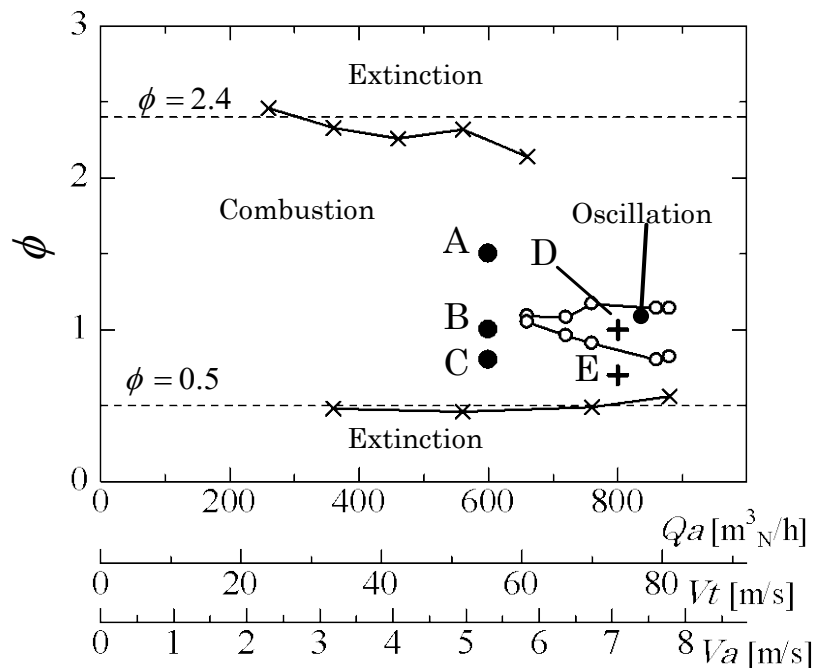 3
Extinction
ϕ = 2.4
2
Combustion
Oscillation
A
D
ϕ
B
1
C
E
ϕ = 0.5
Extinction
0
0 200 400 600 800
Qa [m³N/h]
0 20 40 60 80
Vt [m/s]
0 1 2 3 4 5 6 7 8
Va [m/s]